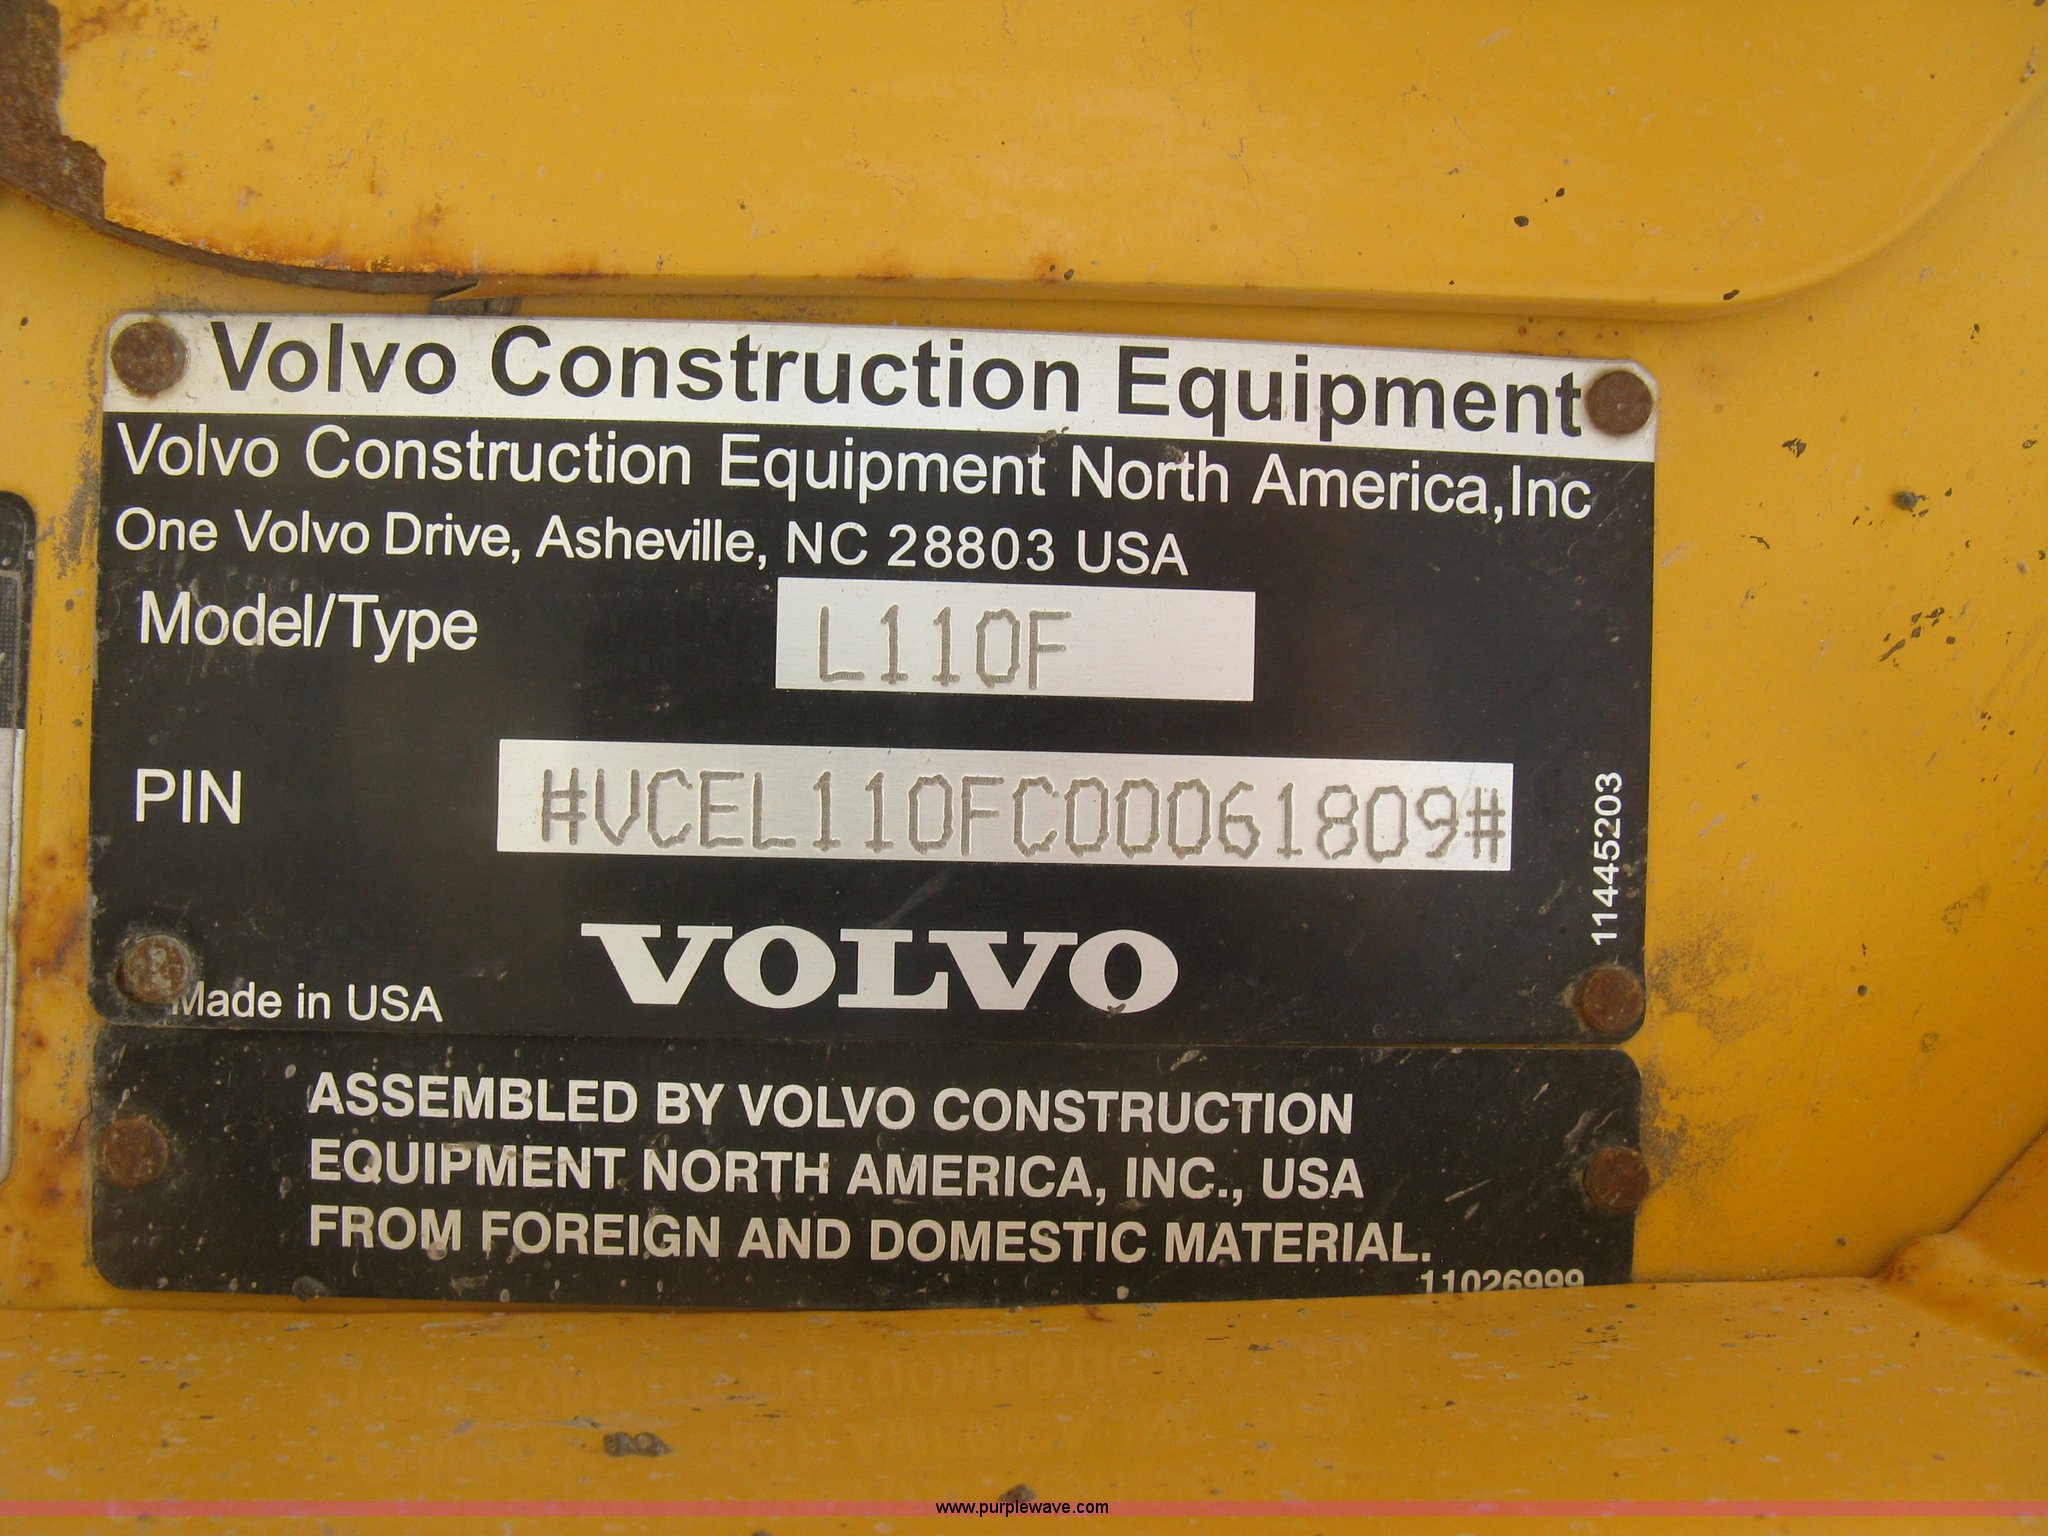 Volvo Construction Equipment
Volvo Construction Equipment North America,Inc
One Volvo Drive, Asheville, NC 28803 USA
Model/Type L110F
PIN #VCEL110FC00061809#
11445203
VOLVO
Made in USA
ASSEMBLED BY VOLVO CONSTRUCTION
EQUIPMENT NORTH AMERICA, INC., USA
FROM FOREIGN AND DOMESTIC MATERIAL.
11026999
www.purplewave.com